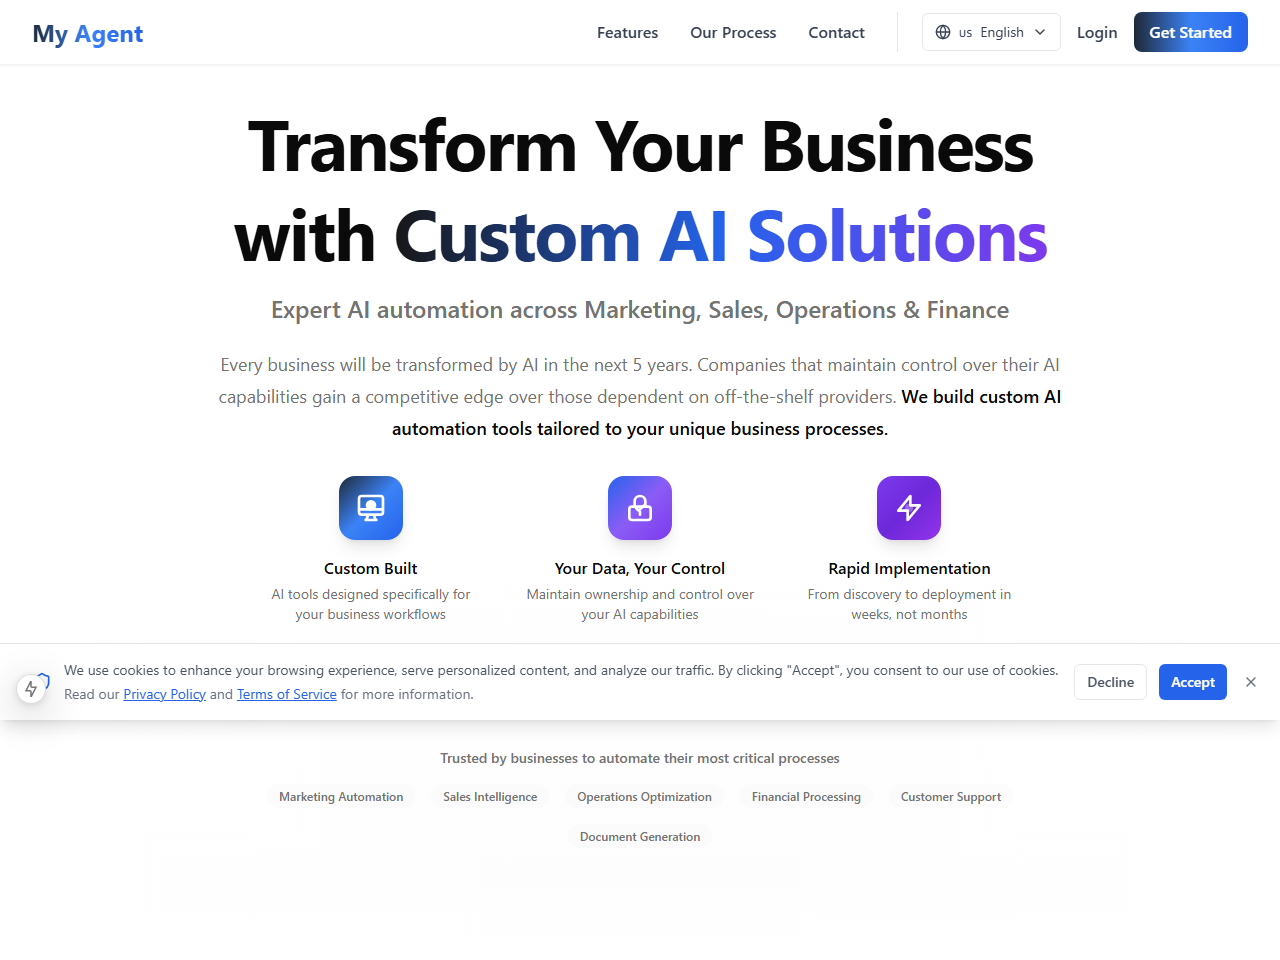 My Agent
Features
Our Process
Contact
us English
Login
Get Started
Transform Your Business
with Custom AI Solutions
Expert AI automation across Marketing, Sales, Operations & Finance
Every business will be transformed by AI in the next 5 years. Companies that maintain control over their AI
capabilities gain a competitive edge over those dependent on off-the-shelf providers. We build custom AI
automation tools tailored to your unique business processes.
Custom Built
AI tools designed specifically for
your business workflows
Your Data, Your Control
Maintain ownership and control over
your AI capabilities
Rapid Implementation
From discovery to deployment in
weeks, not months
We use cookies to enhance your browsing experience, serve personalized content, and analyze our traffic. By clicking "Accept", you consent to our use of cookies.
Read our Privacy Policy and Terms of Service for more information.
Decline
Accept
Trusted by businesses to automate their most critical processes
Marketing Automation
Sales Intelligence
Operations Optimization
Financial Processing
Customer Support
Document Generation